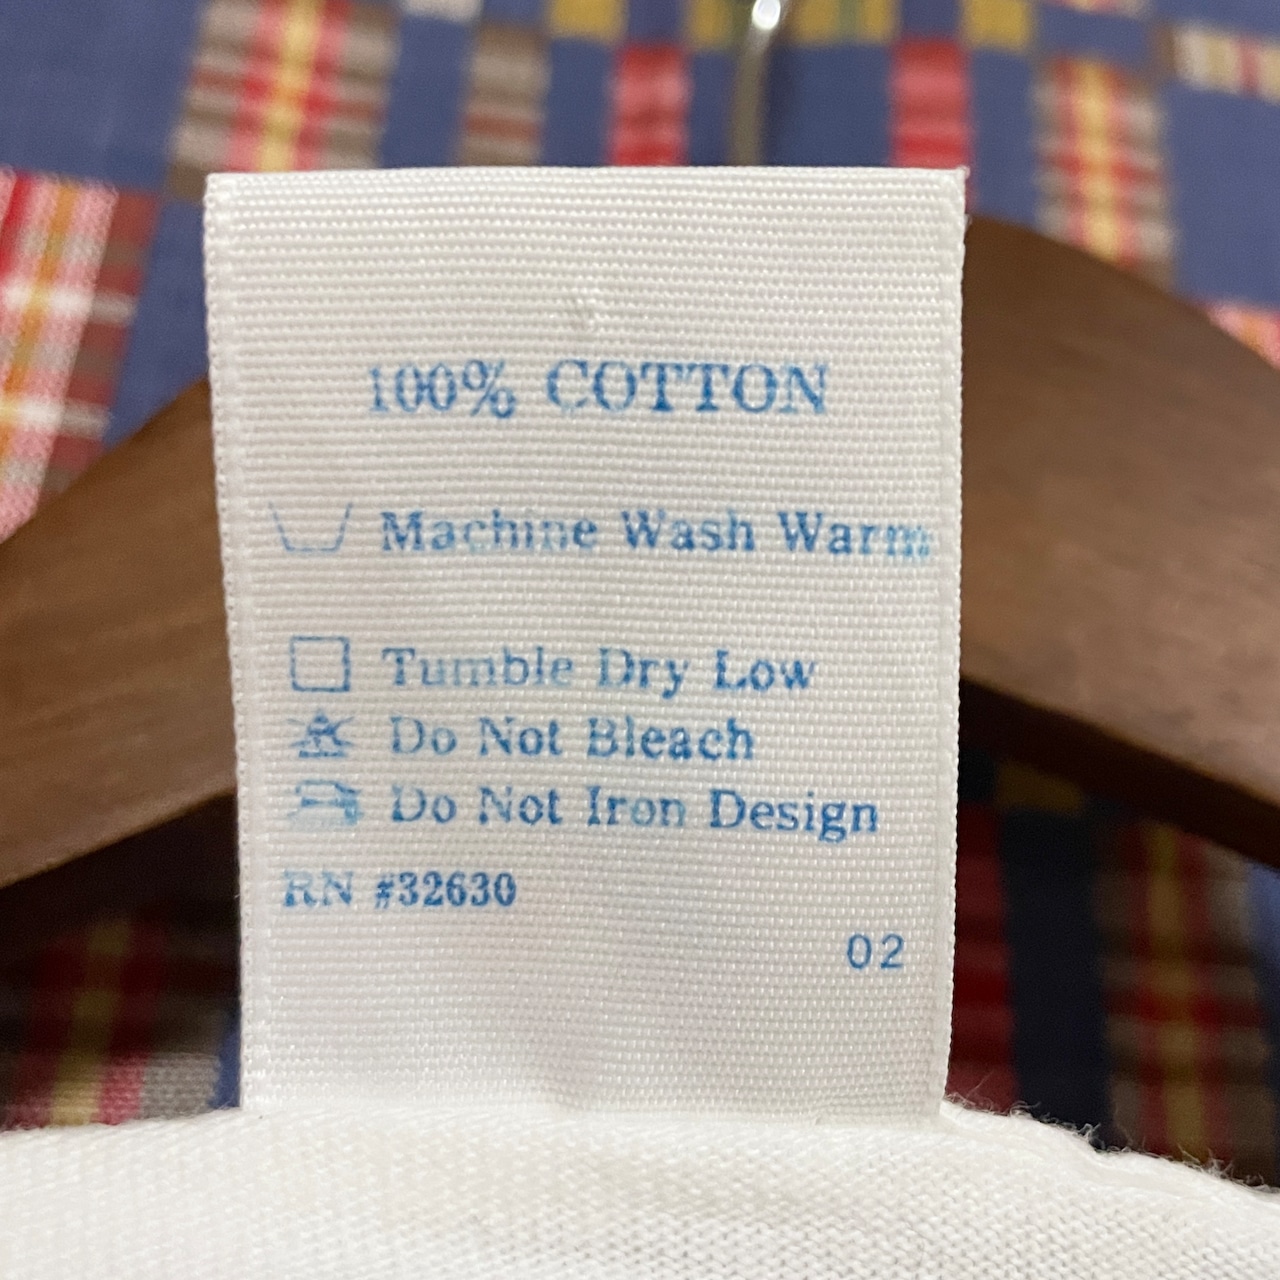 100% COTTON
Machine Wash Warm
Tumble Dry Low
Do Not Bleach
Do Not Iron Design
RN #32630
02